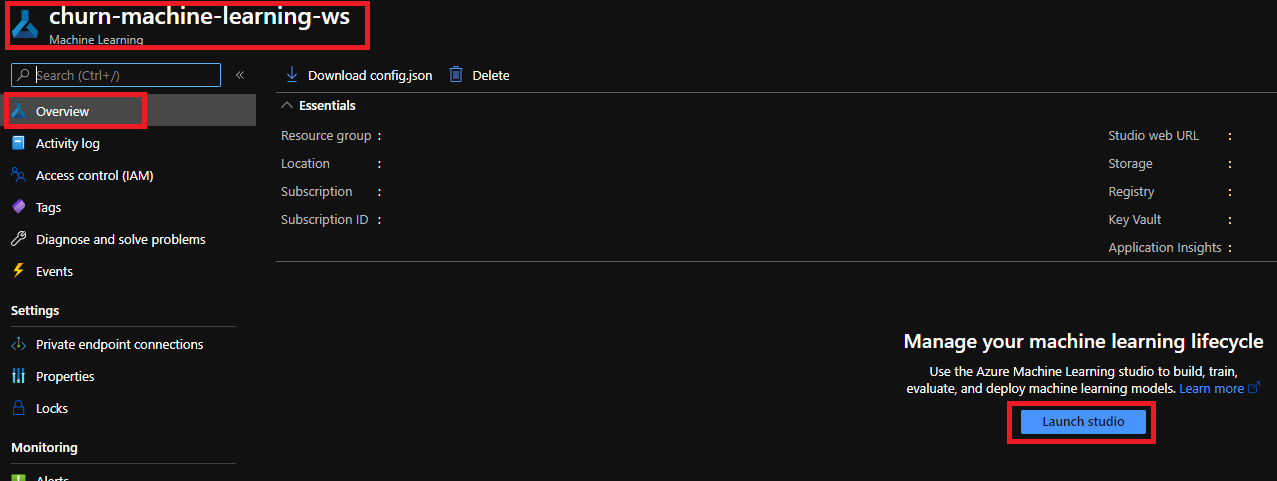 churn-machine-learning-ws
Machine Learning
Search (Ctrl+/)
«
Overview
Activity log
Access control (IAM)
Tags
Diagnose and solve problems
Events
Settings
Private endpoint connections
Properties
Locks
Monitoring
Alerts
Download config.json Delete
Essentials
Resource group :
Location :
Subscription :
Subscription ID :
Studio web URL :
Storage :
Registry :
Key Vault :
Application Insights :
Manage your machine learning lifecycle
Use the Azure Machine Learning studio to build, train,
evaluate, and deploy machine learning models. Learn more
Launch studio